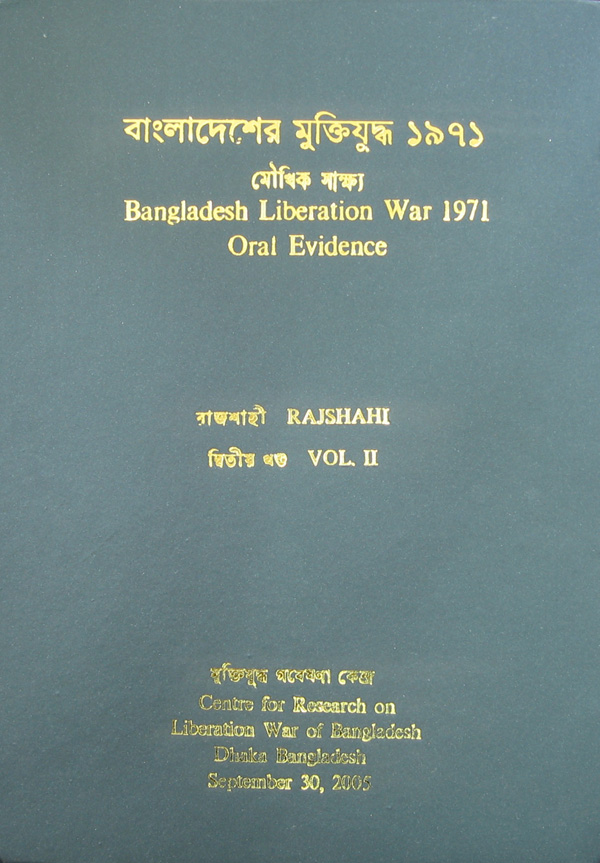 বাংলাদেশের মুক্তিযুদ্ধ ১৯৭১
মৌখিক সাক্ষ্য
Bangladesh Liberation War 1971
Oral Evidence
রাজশাহী RAJSHAHI
দ্বিতীয় খণ্ড VOL. II
মুক্তিযুদ্ধ গবেষণা কেন্দ্র
Centre for Research on
Liberation War of Bangladesh
Dhaka Bangladesh
September 30, 2005